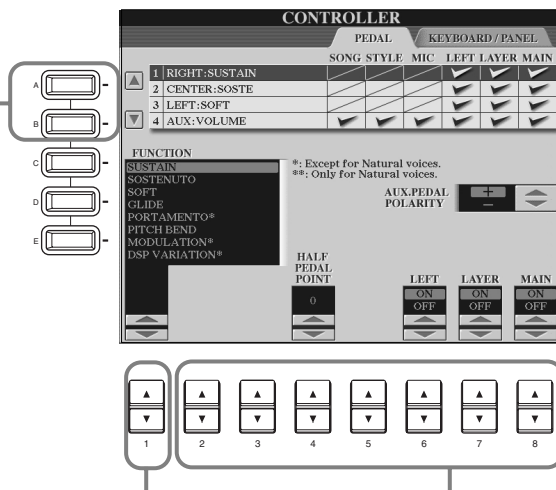 CONTROLLER
PEDAL KEYBOARD / PANEL
SONG STYLE MIC LEFT LAYER MAIN
1 RIGHT:SUSTAIN
2 CENTER:SOSTE
3 LEFT:SOFT
4 AUX:VOLUME
A
B
C
D
E
FUNCTION
SUSTAIN
SOSTENUTO
SOFT
GLIDE
PORTAMENTO*
PITCH BEND
MODULATION*
DSP VARIATION*
*: Except for Natural voices.
**: Only for Natural voices.
AUX.PEDAL
POLARITY
+
−
HALF
PEDAL
POINT
0
LEFT LAYER MAIN
ON ON ON
OFF OFF OFF
1 2 3 4 5 6 7 8